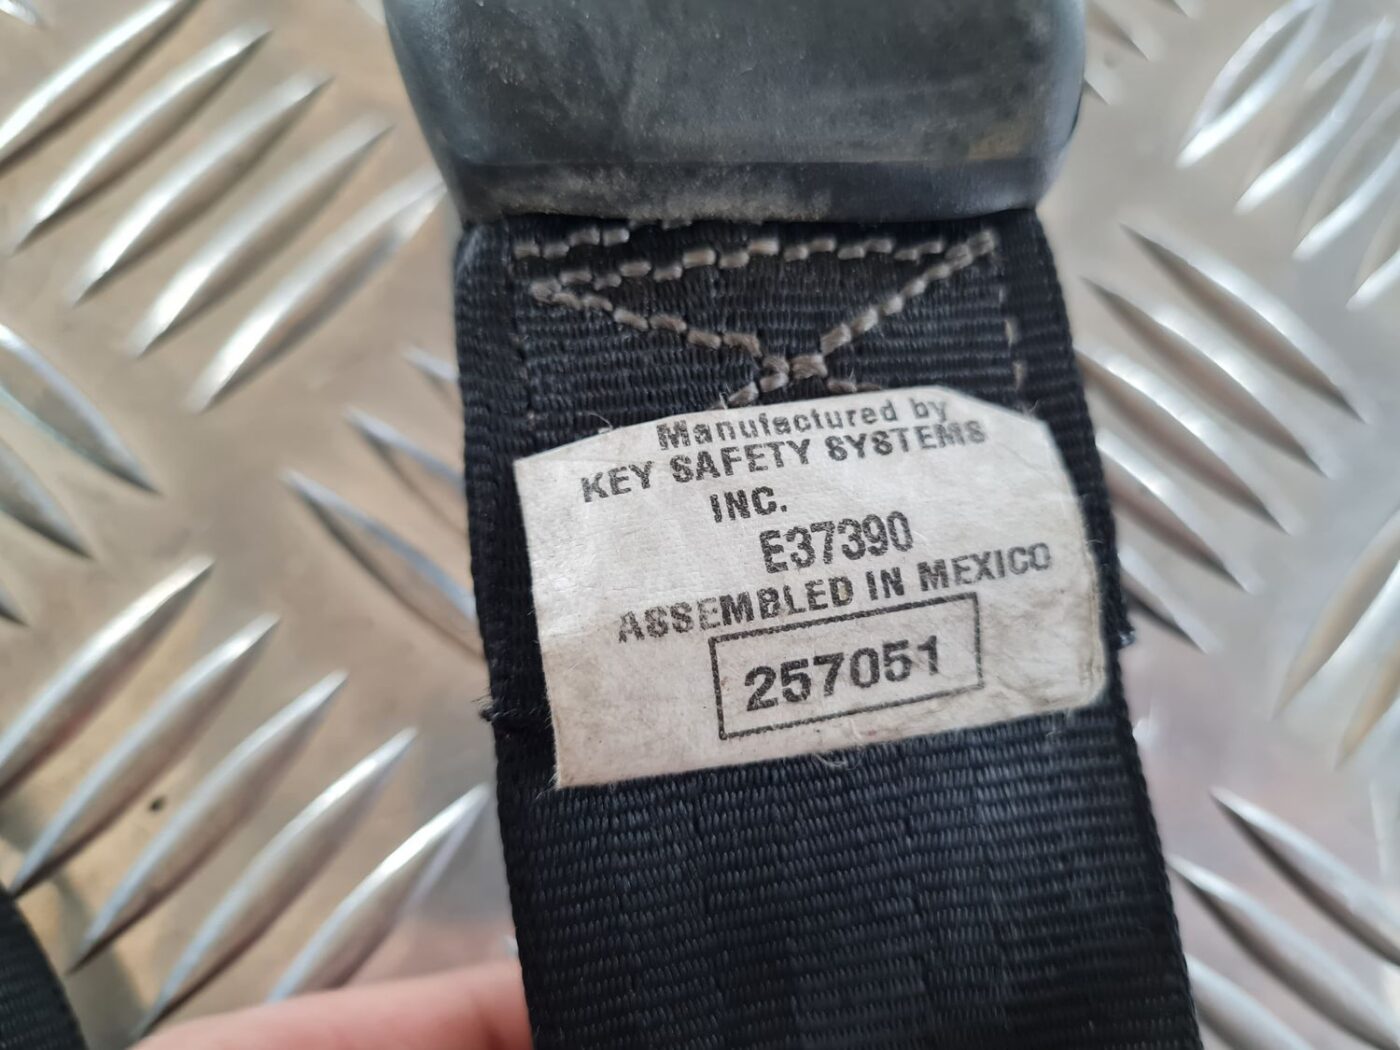 Manufactured by
KEY SAFETY SYSTEMS
INC.
E37390
ASSEMBLED IN MEXICO
257051